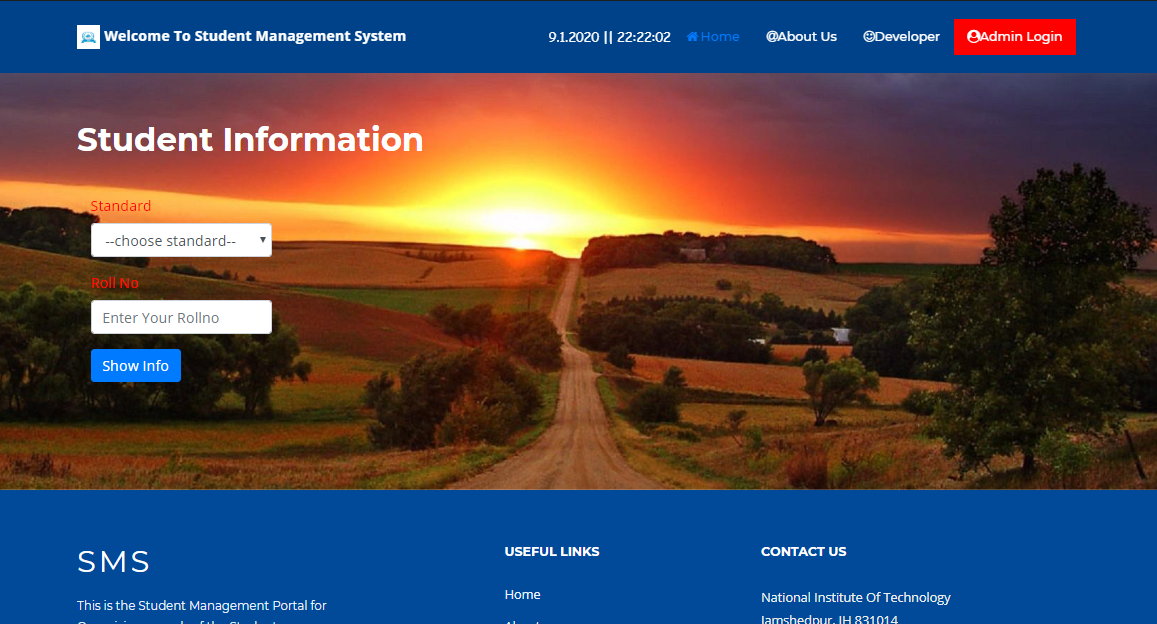 Welcome To Student Management System
9.1.2020 || 22:22:02 Home @About Us Developer Admin Login
Student Information
Standard
--choose standard--
Roll No
Enter Your Rollno
Show Info
SMS
This is the Student Management Portal for
USEFUL LINKS
Home
CONTACT US
National Institute Of Technology
Jamshedpur, JH 831014